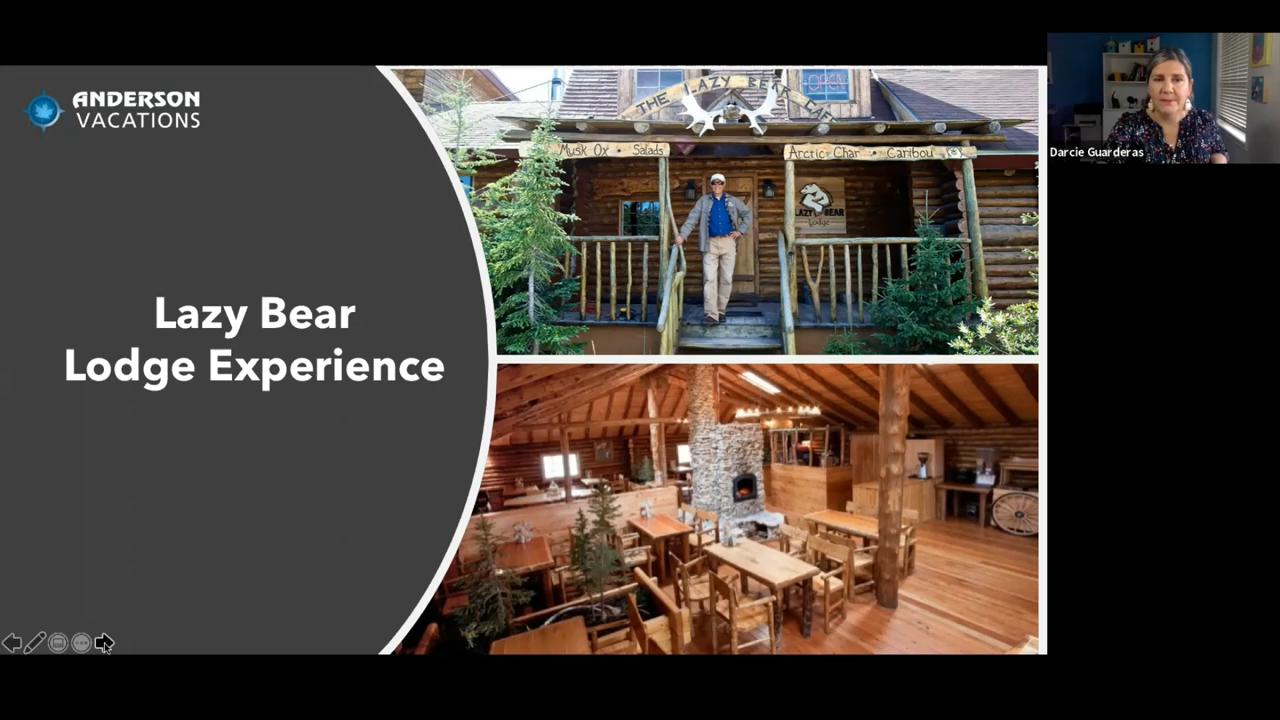 ANDERSON
VACATIONS
Lazy Bear
Lodge Experience
THE LAZY BEAR CAFE
OPEN
Musk Ox • Salads
Arctic Char • Caribou
LAZY BEAR
Lodge
Darcie Guarderas